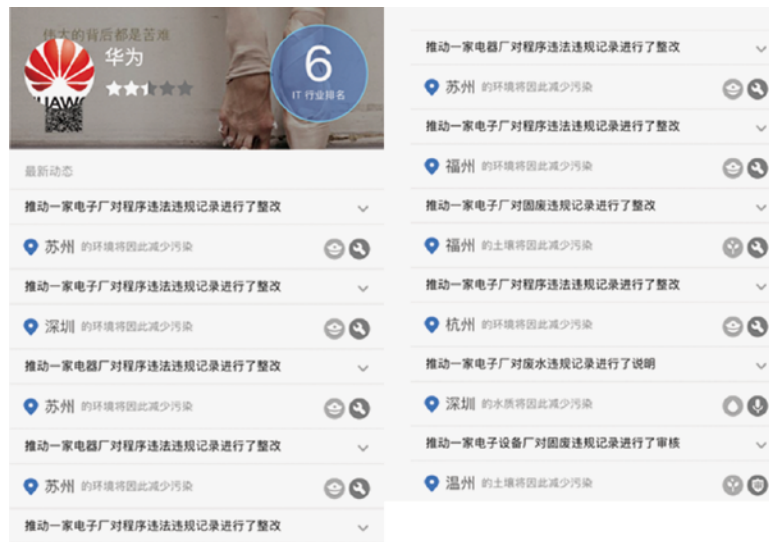 伟大的背后都是苦难
华为
6
IT 行业排名
HUAWEI
最新动态
推动一家电子厂对程序违法违规记录进行了整改
苏州 的环境将因此减少污染
推动一家电子厂对程序违法违规记录进行了整改
深圳 的环境将因此减少污染
推动一家电器厂对程序违法违规记录进行了整改
苏州 的环境将因此减少污染
推动一家电器厂对程序违法违规记录进行了整改
苏州 的环境将因此减少污染
推动一家电子厂对程序违法违规记录进行了整改
推动一家电器厂对程序违法违规记录进行了整改
苏州 的环境将因此减少污染
推动一家电子厂对程序违法违规记录进行了整改
福州 的环境将因此减少污染
推动一家电子厂对固废违规记录进行了整改
福州 的土壤将因此减少污染
推动一家电子厂对程序违法违规记录进行了整改
杭州 的环境将因此减少污染
推动一家电子厂对废水违规记录进行了说明
深圳 的水质将因此减少污染
推动一家电子设备厂对固废违规记录进行了审核
温州 的土壤将因此减少污染